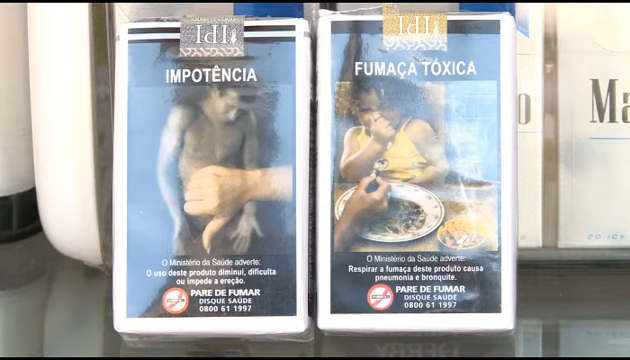 IPI
IMPOTÊNCIA
O Ministério da Saúde adverte:
O uso deste produto diminui, dificulta
ou impede a ereção.
PARE DE FUMAR
DISQUE SAÚDE
0800 61 1997
IPI
FUMAÇA TÓXICA
O Ministério da Saúde adverte:
Respirar a fumaça deste produto causa
pneumonia e bronquite.
PARE DE FUMAR
DISQUE SAÚDE
0800 61 1997